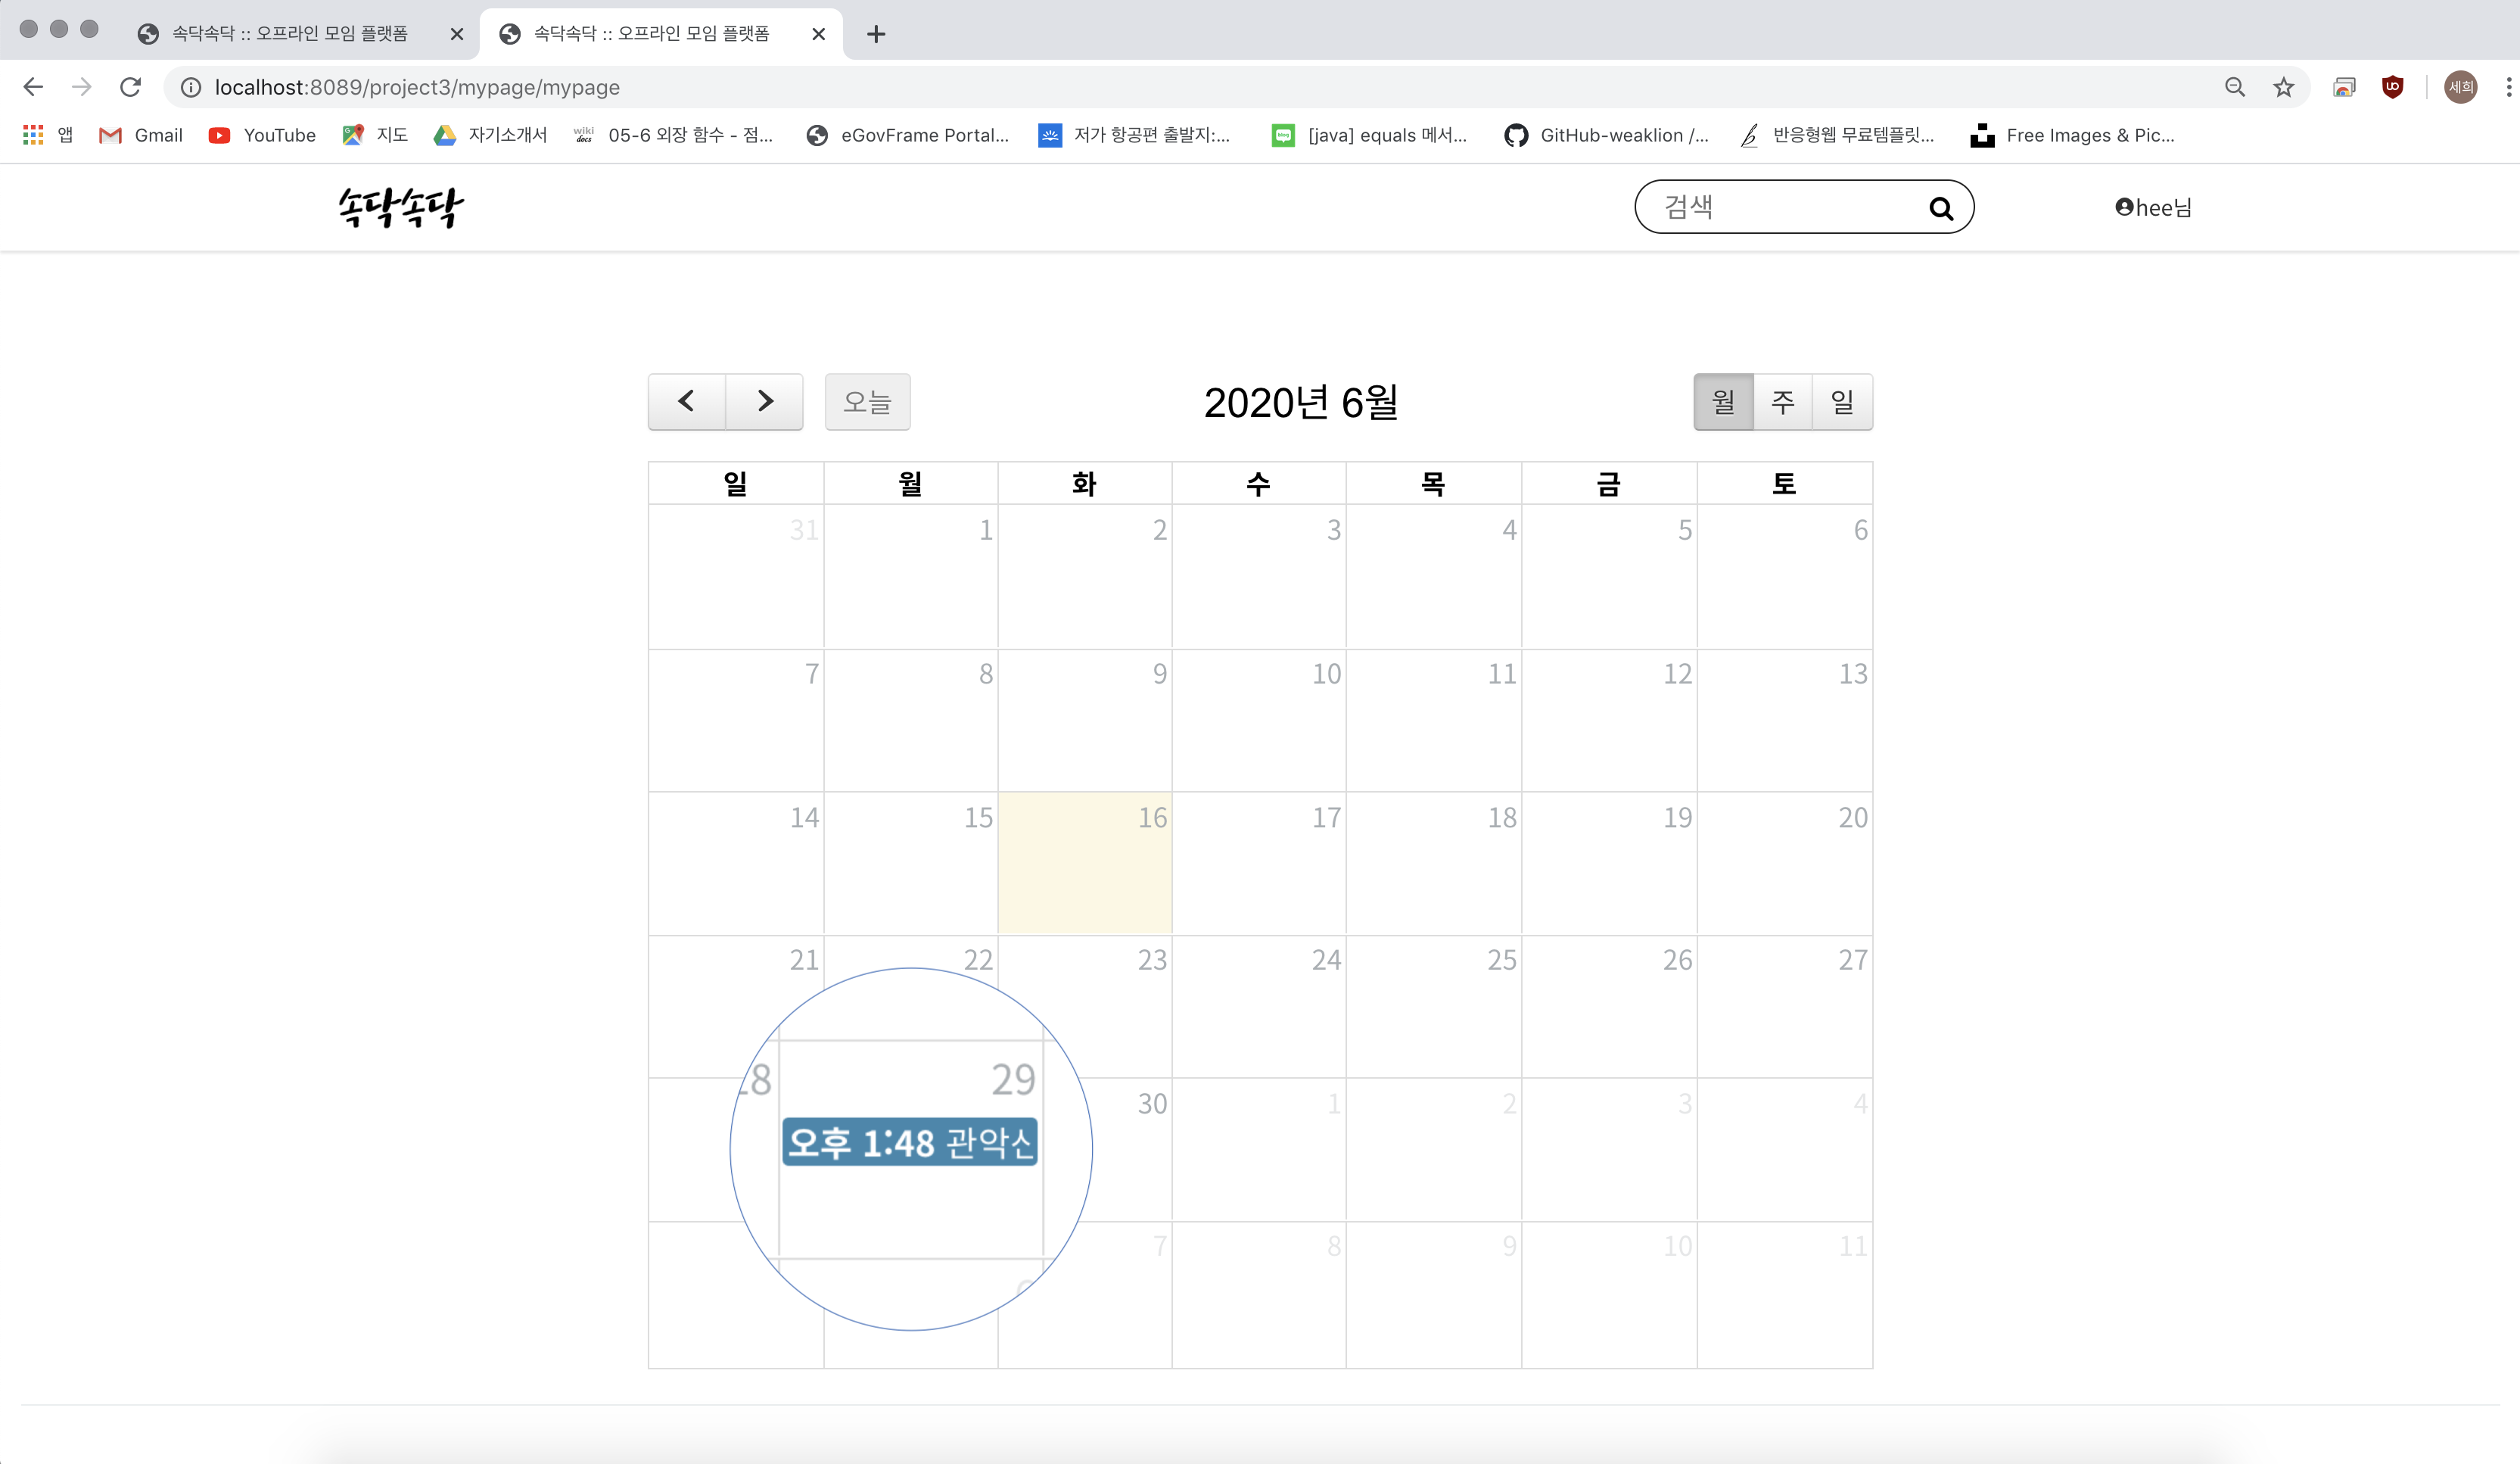 속닥속닥 :: 오프라인 모임 플랫폼
속닥속닥 :: 오프라인 모임 플랫폼
localhost:8089/project3/mypage/mypage
세희
앱 Gmail YouTube 지도 자기소개서 wiki docs 05-6 외장 함수 - 점... eGovFrame Portal... 저가 항공편 출발지:... blog [java] equals 메서... GitHub-weaklion /... 반응형웹 무료템플릿... Free Images & Pic...
속닥속닥 검색 hee님
오늘 2020년 6월 월 주 일
일 월 화 수 목 금 토
31 1 2 3 4 5 6
7 8 9 10 11 12 13
14 15 16 17 18 19 20
21 22 23 24 25 26 27
29 30 1 2 3 4
오후 1:48 관악
7 8 9 10 11